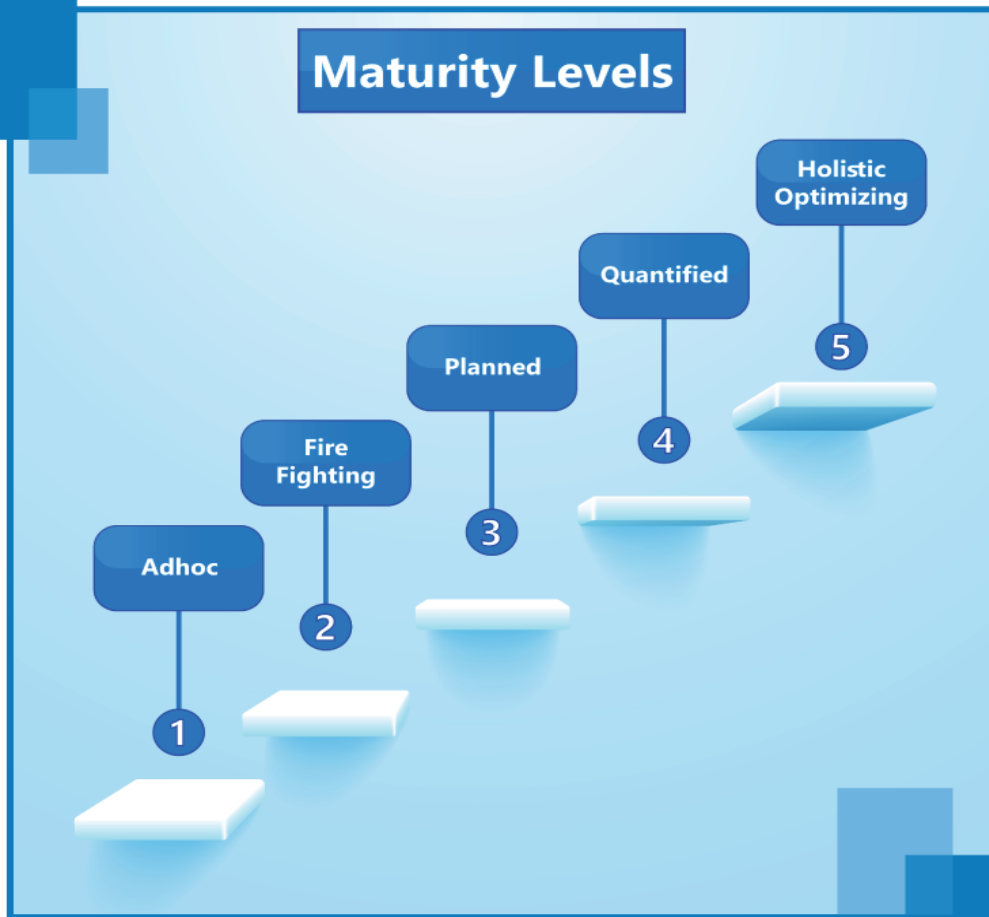 Maturity Levels
Holistic
Optimizing
5
Quantified
4
Planned
3
Fire
Fighting
2
Adhoc
1